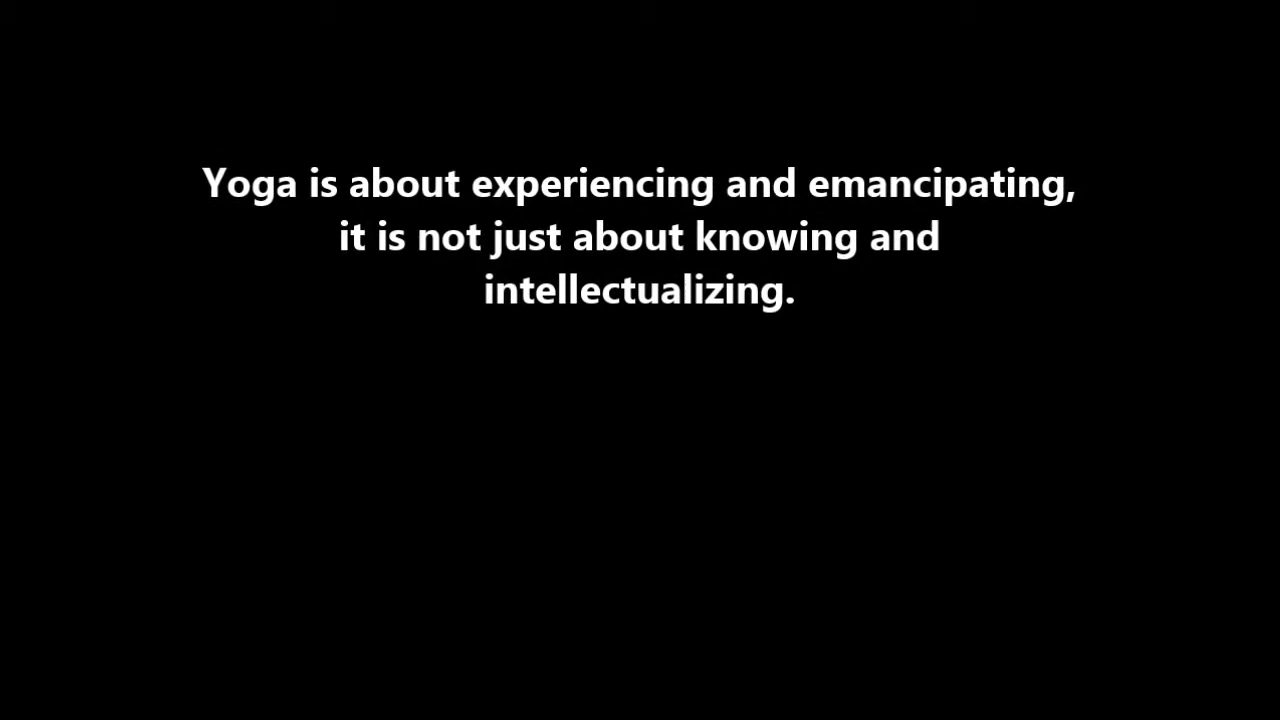 Yoga is about experiencing and emancipating,
it is not just about knowing and
intellectualizing.